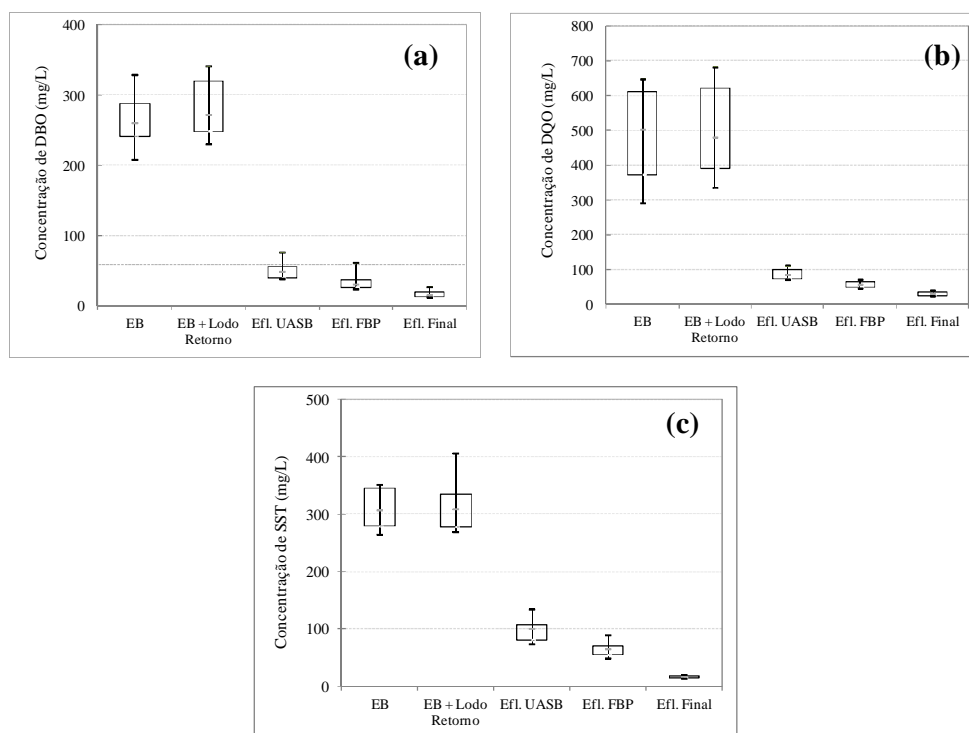 (a)
Concentração de DBO (mg/L)
400
300
200
100
0
EB
EB + Lodo
Retorno
Efl. UASB
Efl. FBP
Efl. Final
(b)
Concentração de DQO (mg/L)
800
700
600
500
400
300
200
100
0
EB
EB + Lodo
Retorno
Efl. UASB
Efl. FBP
Efl. Final
(c)
Concentração de SST (mg/L)
500
400
300
200
100
0
EB
EB + Lodo
Retorno
Efl. UASB
Efl. FBP
Efl. Final